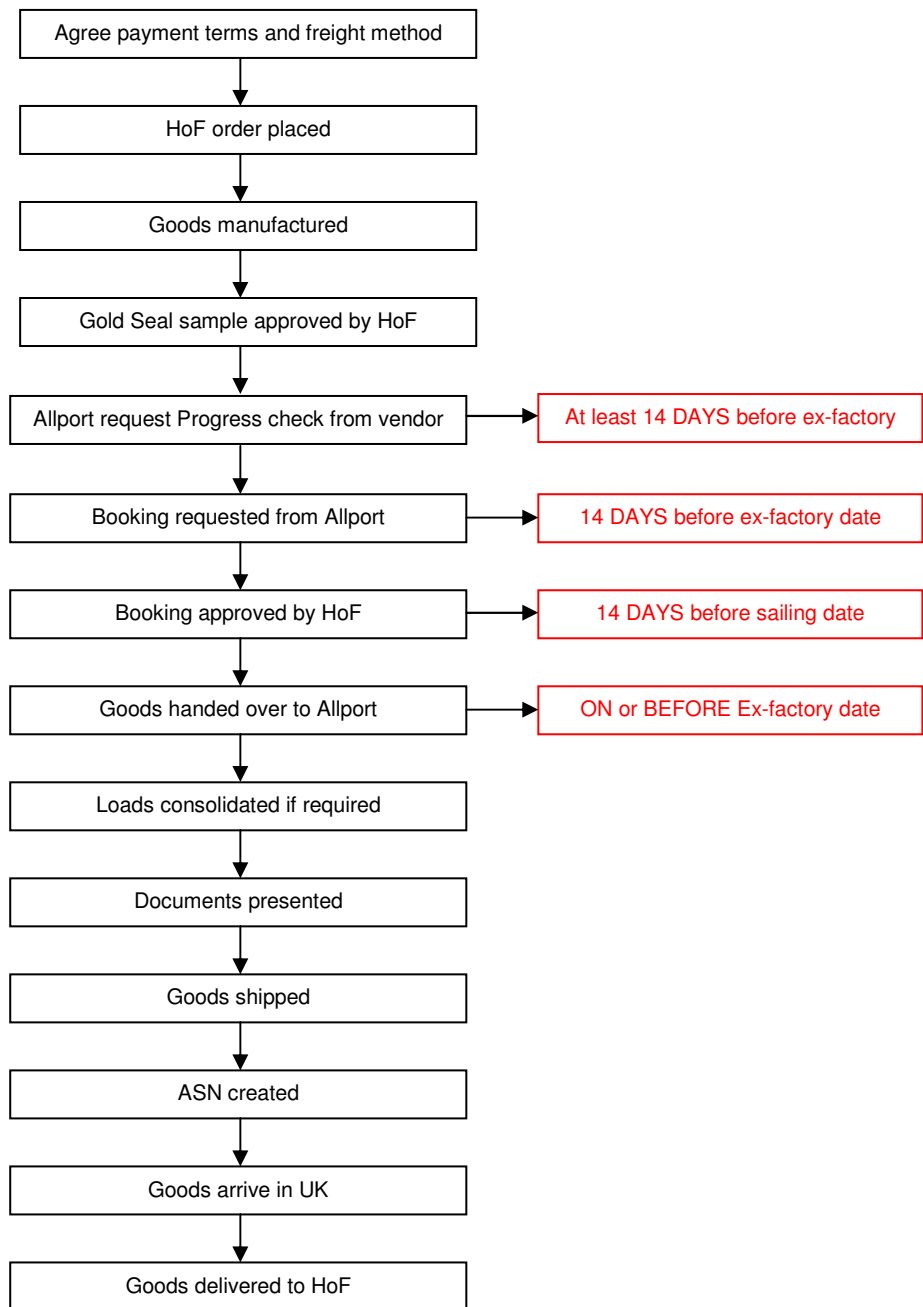 Agree payment terms and freight method
HoF order placed
Goods manufactured
Gold Seal sample approved by HoF
Allport request Progress check from vendor
At least 14 DAYS before ex-factory
Booking requested from Allport
14 DAYS before ex-factory date
Booking approved by HoF
14 DAYS before sailing date
Goods handed over to Allport
ON or BEFORE Ex-factory date
Loads consolidated if required
Documents presented
Goods shipped
ASN created
Goods arrive in UK
Goods delivered to HoF